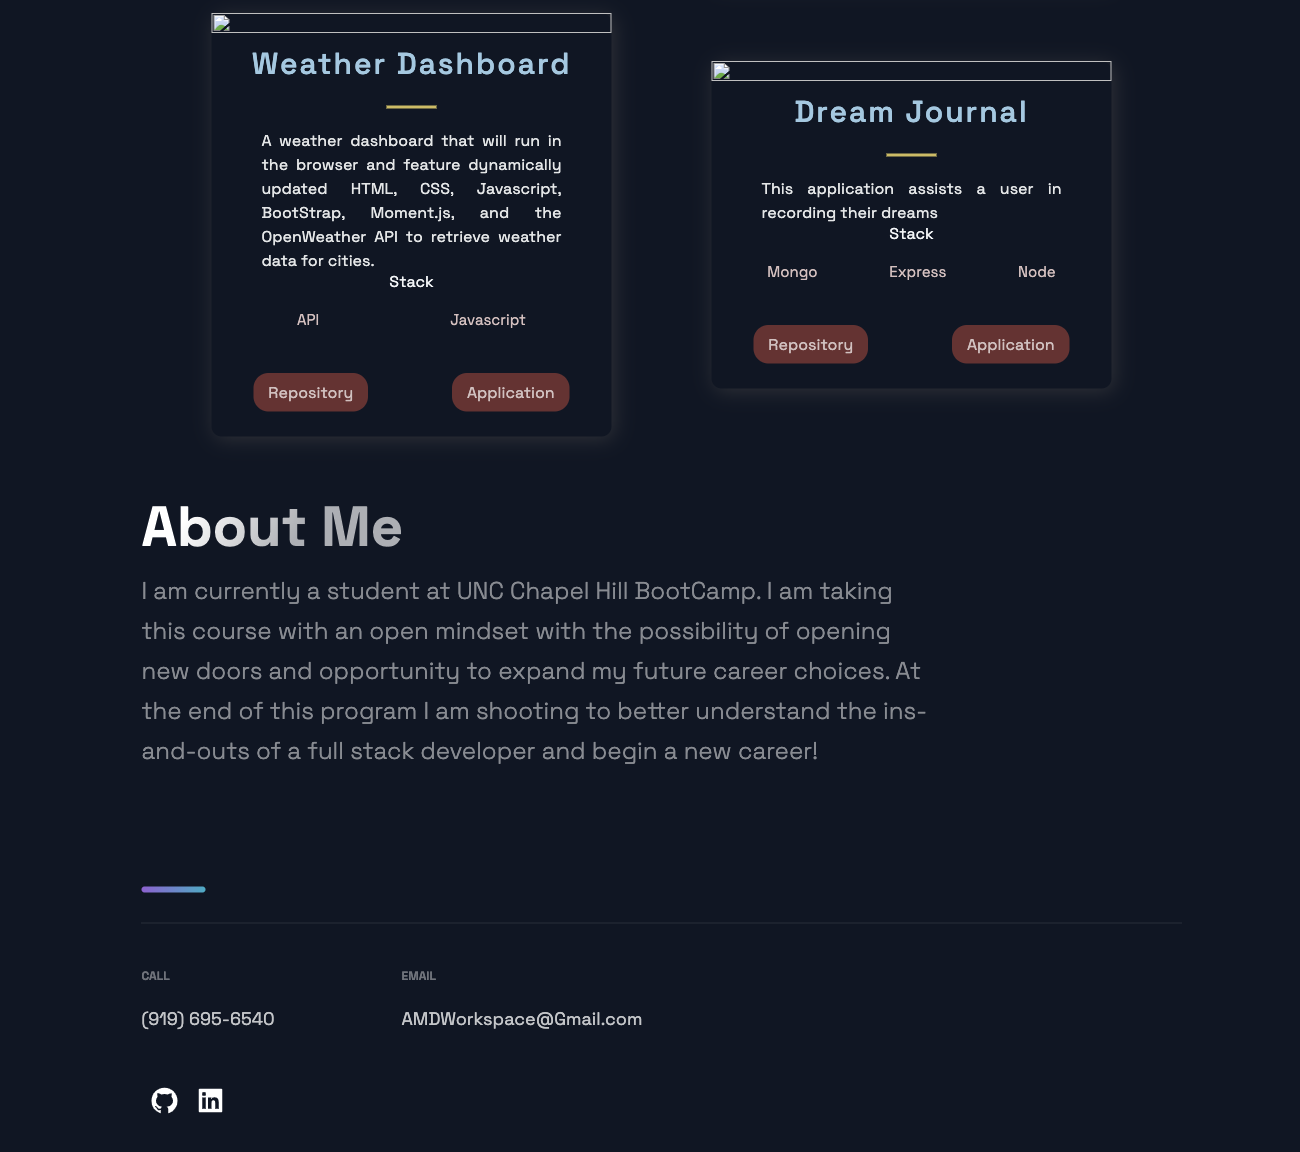 Weather Dashboard
A weather dashboard that will run in
the browser and feature dynamically
updated HTML, CSS, Javascript,
BootStrap, Moment.js, and the
OpenWeather API to retrieve weather
data for cities.
Stack
API Javascript
Repository Application
Dream Journal
This application assists a user in
recording their dreams
Stack
Mongo Express Node
Repository Application
About Me
I am currently a student at UNC Chapel Hill BootCamp. I am taking
this course with an open mindset with the possibility of opening
new doors and opportunity to expand my future career choices. At
the end of this program I am shooting to better understand the ins-
and-outs of a full stack developer and begin a new career!
CALL
(919) 695-6540
EMAIL
AMDWorkspace@Gmail.com